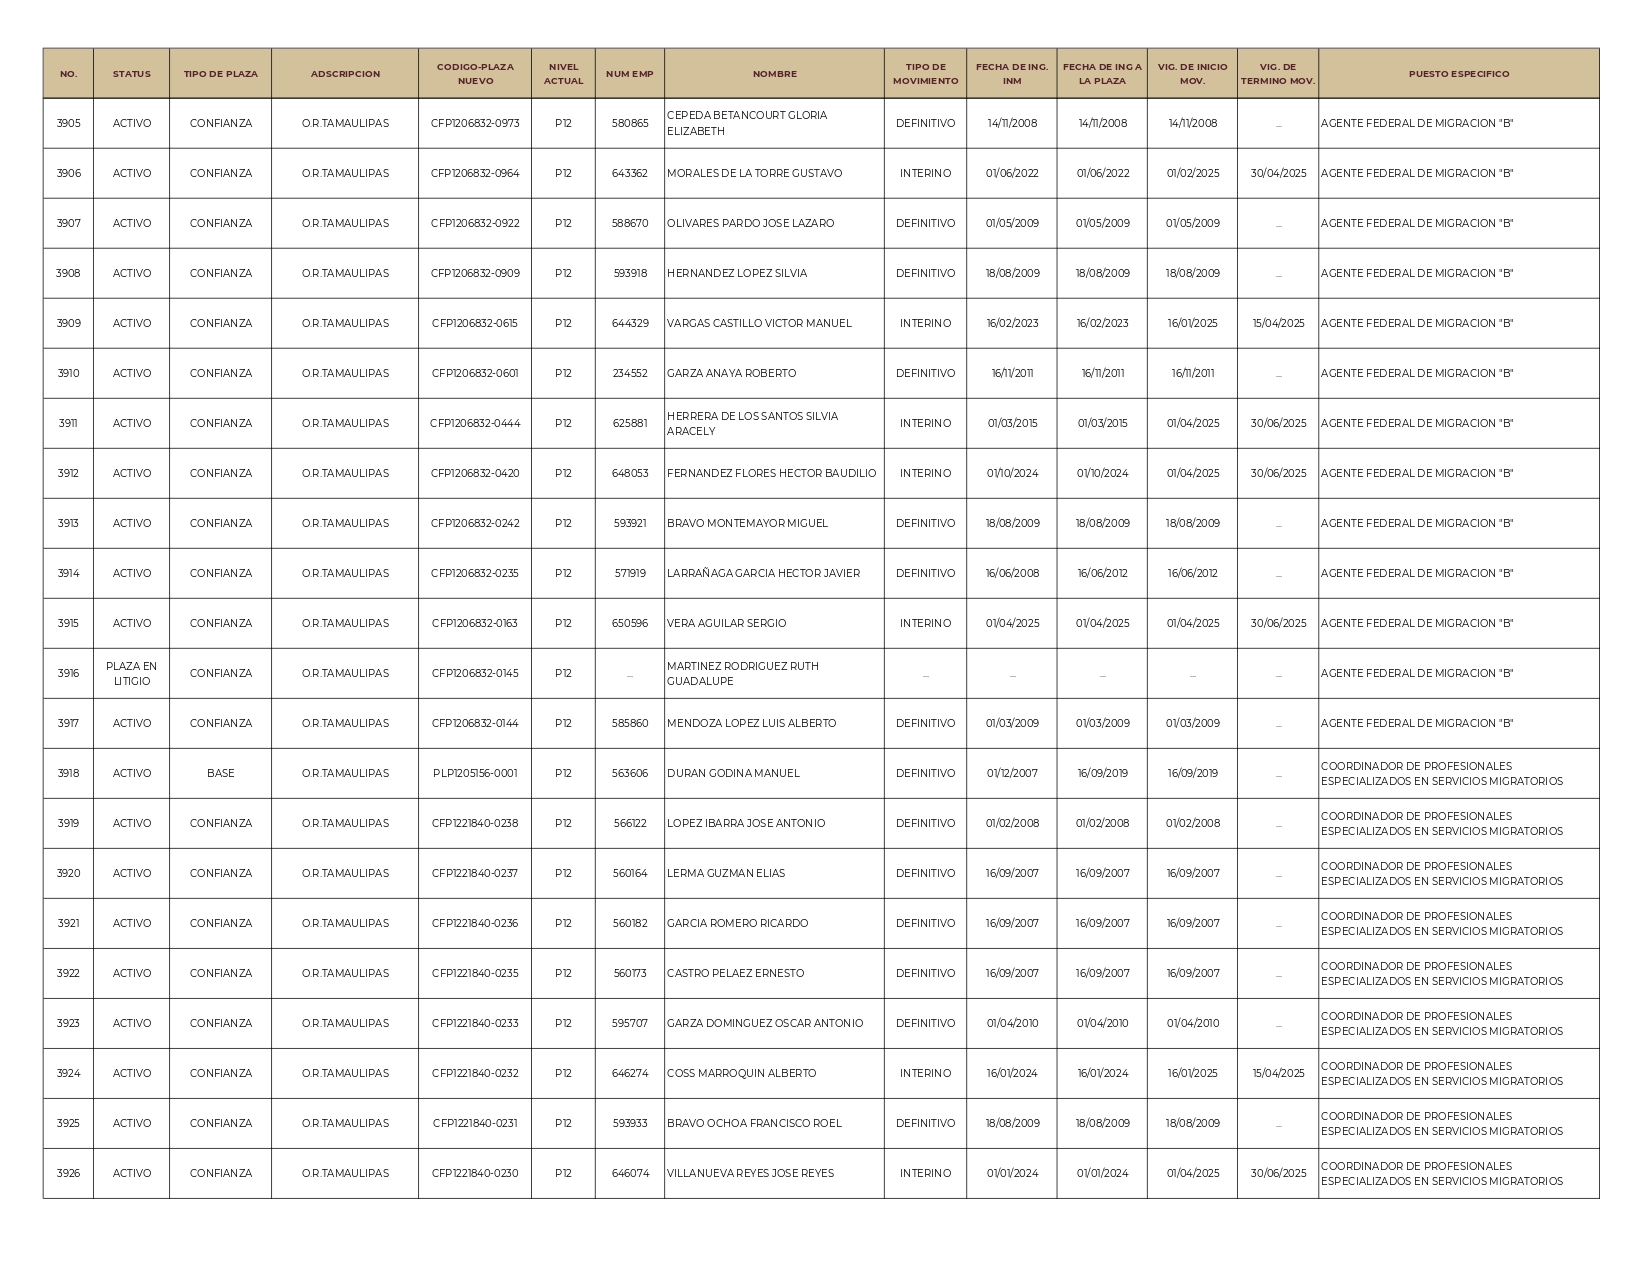 NO. STATUS TIPO DE PLAZA ADSCRIPCION CODIGO-PLAZA NUEVO NIVEL ACTUAL NUM EMP NOMBRE TIPO DE MOVIMIENTO FECHA DE ING. INM FECHA DE ING A LA PLAZA VIG. DE INICIO MOV. VIG. DE TERMINO MOV. PUESTO ESPECIFICO
3905 ACTIVO CONFIANZA O.R.TAMAULIPAS CFP1206832-0973 P12 580865 CEPEDA BETANCOURT GLORIA ELIZABETH DEFINITIVO 14/11/2008 14/11/2008 14/11/2008 ... AGENTE FEDERAL DE MIGRACION "B"
3906 ACTIVO CONFIANZA O.R.TAMAULIPAS CFP1206832-0964 P12 643362 MORALES DE LA TORRE GUSTAVO INTERINO 01/06/2022 01/06/2022 01/02/2025 30/04/2025 AGENTE FEDERAL DE MIGRACION "B"
3907 ACTIVO CONFIANZA O.R.TAMAULIPAS CFP1206832-0922 P12 588670 OLIVARES PARDO JOSE LAZARO DEFINITIVO 01/05/2009 01/05/2009 01/05/2009 ... AGENTE FEDERAL DE MIGRACION "B"
3908 ACTIVO CONFIANZA O.R.TAMAULIPAS CFP1206832-0909 P12 593918 HERNANDEZ LOPEZ SILVIA DEFINITIVO 18/08/2009 18/08/2009 18/08/2009 ... AGENTE FEDERAL DE MIGRACION "B"
3909 ACTIVO CONFIANZA O.R.TAMAULIPAS CFP1206832-0615 P12 644329 VARGAS CASTILLO VICTOR MANUEL INTERINO 16/02/2023 16/02/2023 16/01/2025 15/04/2025 AGENTE FEDERAL DE MIGRACION "B"
3910 ACTIVO CONFIANZA O.R.TAMAULIPAS CFP1206832-0601 P12 234552 GARZA ANAYA ROBERTO DEFINITIVO 16/11/2011 16/11/2011 16/11/2011 ... AGENTE FEDERAL DE MIGRACION "B"
3911 ACTIVO CONFIANZA O.R.TAMAULIPAS CFP1206832-0444 P12 625881 HERRERA DE LOS SANTOS SILVIA ARACELY INTERINO 01/03/2015 01/03/2015 01/04/2025 30/06/2025 AGENTE FEDERAL DE MIGRACION "B"
3912 ACTIVO CONFIANZA O.R.TAMAULIPAS CFP1206832-0420 P12 648053 FERNANDEZ FLORES HECTOR BAUDILIO INTERINO 01/10/2024 01/10/2024 01/04/2025 30/06/2025 AGENTE FEDERAL DE MIGRACION "B"
3913 ACTIVO CONFIANZA O.R.TAMAULIPAS CFP1206832-0242 P12 593921 BRAVO MONTEMAYOR MIGUEL DEFINITIVO 18/08/2009 18/08/2009 18/08/2009 ... AGENTE FEDERAL DE MIGRACION "B"
3914 ACTIVO CONFIANZA O.R.TAMAULIPAS CFP1206832-0235 P12 571919 LARRAÑAGA GARCIA HECTOR JAVIER DEFINITIVO 16/06/2008 16/06/2012 16/06/2012 ... AGENTE FEDERAL DE MIGRACION "B"
3915 ACTIVO CONFIANZA O.R.TAMAULIPAS CFP1206832-0163 P12 650596 VERA AGUILAR SERGIO INTERINO 01/04/2025 01/04/2025 01/04/2025 30/06/2025 AGENTE FEDERAL DE MIGRACION "B"
3916 PLAZA EN LITIGIO CONFIANZA O.R.TAMAULIPAS CFP1206832-0145 P12 ... MARTINEZ RODRIGUEZ RUTH GUADALUPE ... ... ... ... ... AGENTE FEDERAL DE MIGRACION "B"
3917 ACTIVO CONFIANZA O.R.TAMAULIPAS CFP1206832-0144 P12 585860 MENDOZA LOPEZ LUIS ALBERTO DEFINITIVO 01/03/2009 01/03/2009 01/03/2009 ... AGENTE FEDERAL DE MIGRACION "B"
3918 ACTIVO BASE O.R.TAMAULIPAS PLP1205156-0001 P12 563606 DURAN GODINA MANUEL DEFINITIVO 01/12/2007 16/09/2019 16/09/2019 ... COORDINADOR DE PROFESIONALES ESPECIALIZADOS EN SERVICIOS MIGRATORIOS
3919 ACTIVO CONFIANZA O.R.TAMAULIPAS CFP1221840-0238 P12 566122 LOPEZ IBARRA JOSE ANTONIO DEFINITIVO 01/02/2008 01/02/2008 01/02/2008 ... COORDINADOR DE PROFESIONALES ESPECIALIZADOS EN SERVICIOS MIGRATORIOS
3920 ACTIVO CONFIANZA O.R.TAMAULIPAS CFP1221840-0237 P12 560164 LERMA GUZMAN ELIAS DEFINITIVO 16/09/2007 16/09/2007 16/09/2007 ... COORDINADOR DE PROFESIONALES ESPECIALIZADOS EN SERVICIOS MIGRATORIOS
3921 ACTIVO CONFIANZA O.R.TAMAULIPAS CFP1221840-0236 P12 560182 GARCIA ROMERO RICARDO DEFINITIVO 16/09/2007 16/09/2007 16/09/2007 ... COORDINADOR DE PROFESIONALES ESPECIALIZADOS EN SERVICIOS MIGRATORIOS
3922 ACTIVO CONFIANZA O.R.TAMAULIPAS CFP1221840-0235 P12 560173 CASTRO PELAEZ ERNESTO DEFINITIVO 16/09/2007 16/09/2007 16/09/2007 ... COORDINADOR DE PROFESIONALES ESPECIALIZADOS EN SERVICIOS MIGRATORIOS
3923 ACTIVO CONFIANZA O.R.TAMAULIPAS CFP1221840-0233 P12 595707 GARZA DOMINGUEZ OSCAR ANTONIO DEFINITIVO 01/04/2010 01/04/2010 01/04/2010 ... COORDINADOR DE PROFESIONALES ESPECIALIZADOS EN SERVICIOS MIGRATORIOS
3924 ACTIVO CONFIANZA O.R.TAMAULIPAS CFP1221840-0232 P12 646274 COSS MARROQUIN ALBERTO INTERINO 16/01/2024 16/01/2024 16/01/2025 15/04/2025 COORDINADOR DE PROFESIONALES ESPECIALIZADOS EN SERVICIOS MIGRATORIOS
3925 ACTIVO CONFIANZA O.R.TAMAULIPAS CFP1221840-0231 P12 593933 BRAVO OCHOA FRANCISCO ROEL DEFINITIVO 18/08/2009 18/08/2009 18/08/2009 ... COORDINADOR DE PROFESIONALES ESPECIALIZADOS EN SERVICIOS MIGRATORIOS
3926 ACTIVO CONFIANZA O.R.TAMAULIPAS CFP1221840-0230 P12 646074 VILLANUEVA REYES JOSE REYES INTERINO 01/01/2024 01/01/2024 01/04/2025 30/06/2025 COORDINADOR DE PROFESIONALES ESPECIALIZADOS EN SERVICIOS MIGRATORIOS